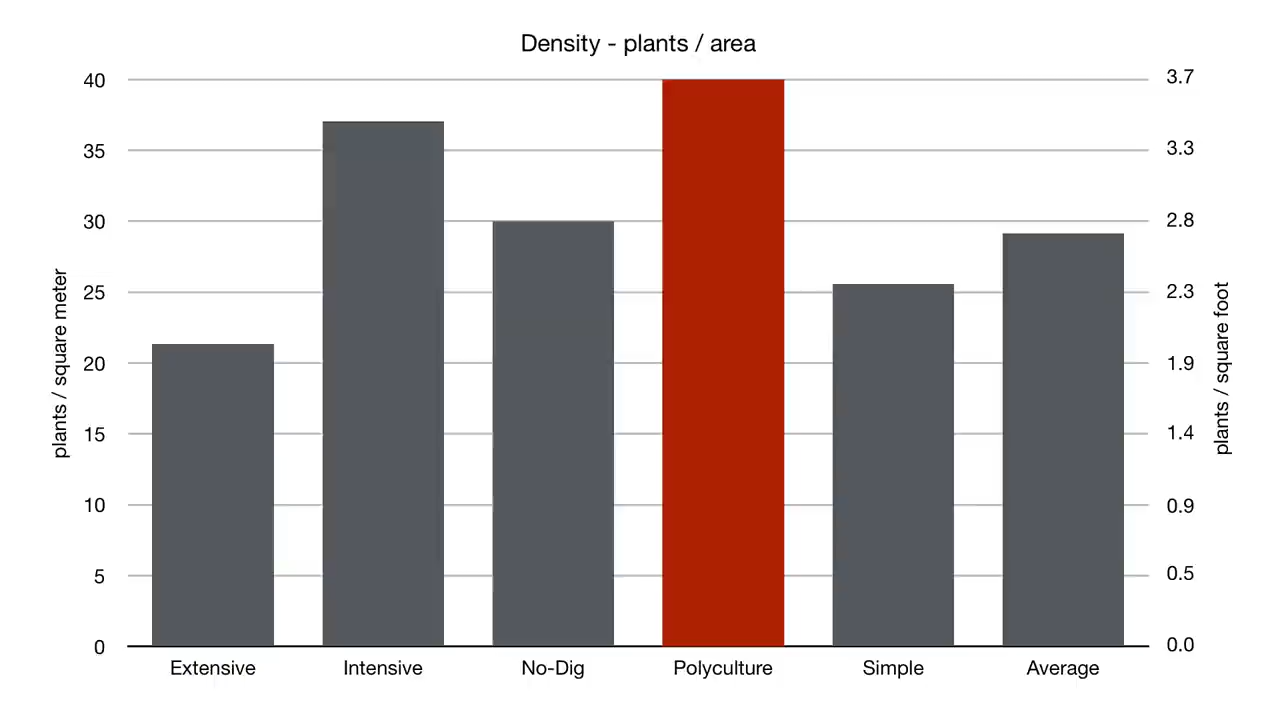 Density - plants / area
plants / square meter
40
35
30
25
20
15
10
5
0
3.7
3.3
2.8
2.3
1.9
1.4
0.9
0.5
0.0
plants / square foot
Extensive
Intensive
No-Dig
Polyculture
Simple
Average